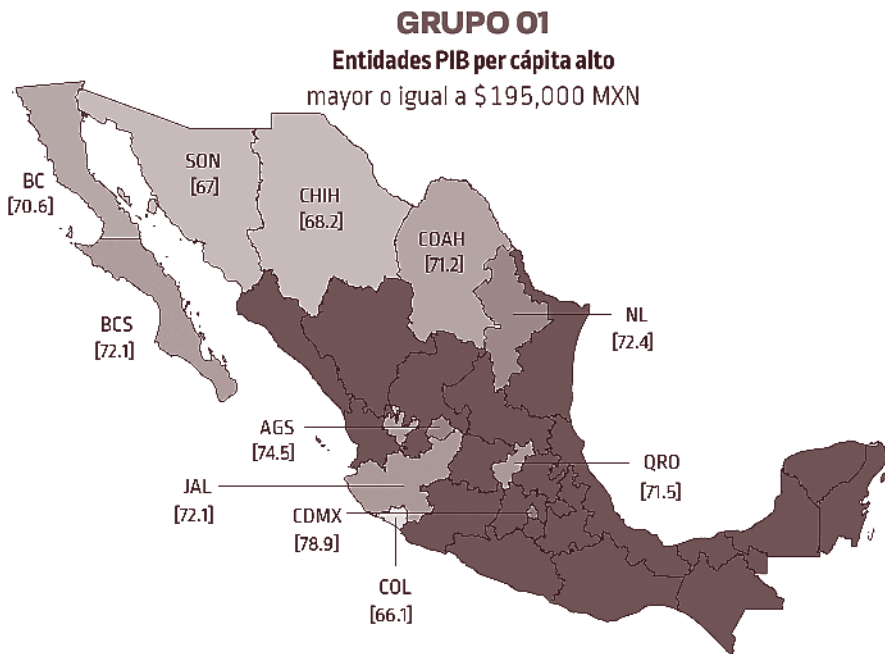 GRUPO 01
Entidades PIB per cápita alto
mayor o igual a $195,000 MXN
SON
[67]
BC
[70.6]
CHIH
[68.2]
COAH
[71.2]
BCS
[72.1]
NL
[72.4]
AGS
[74.5]
QRO
[71.5]
JAL
[72.1]
CDMX
[78.9]
COL
[66.1]